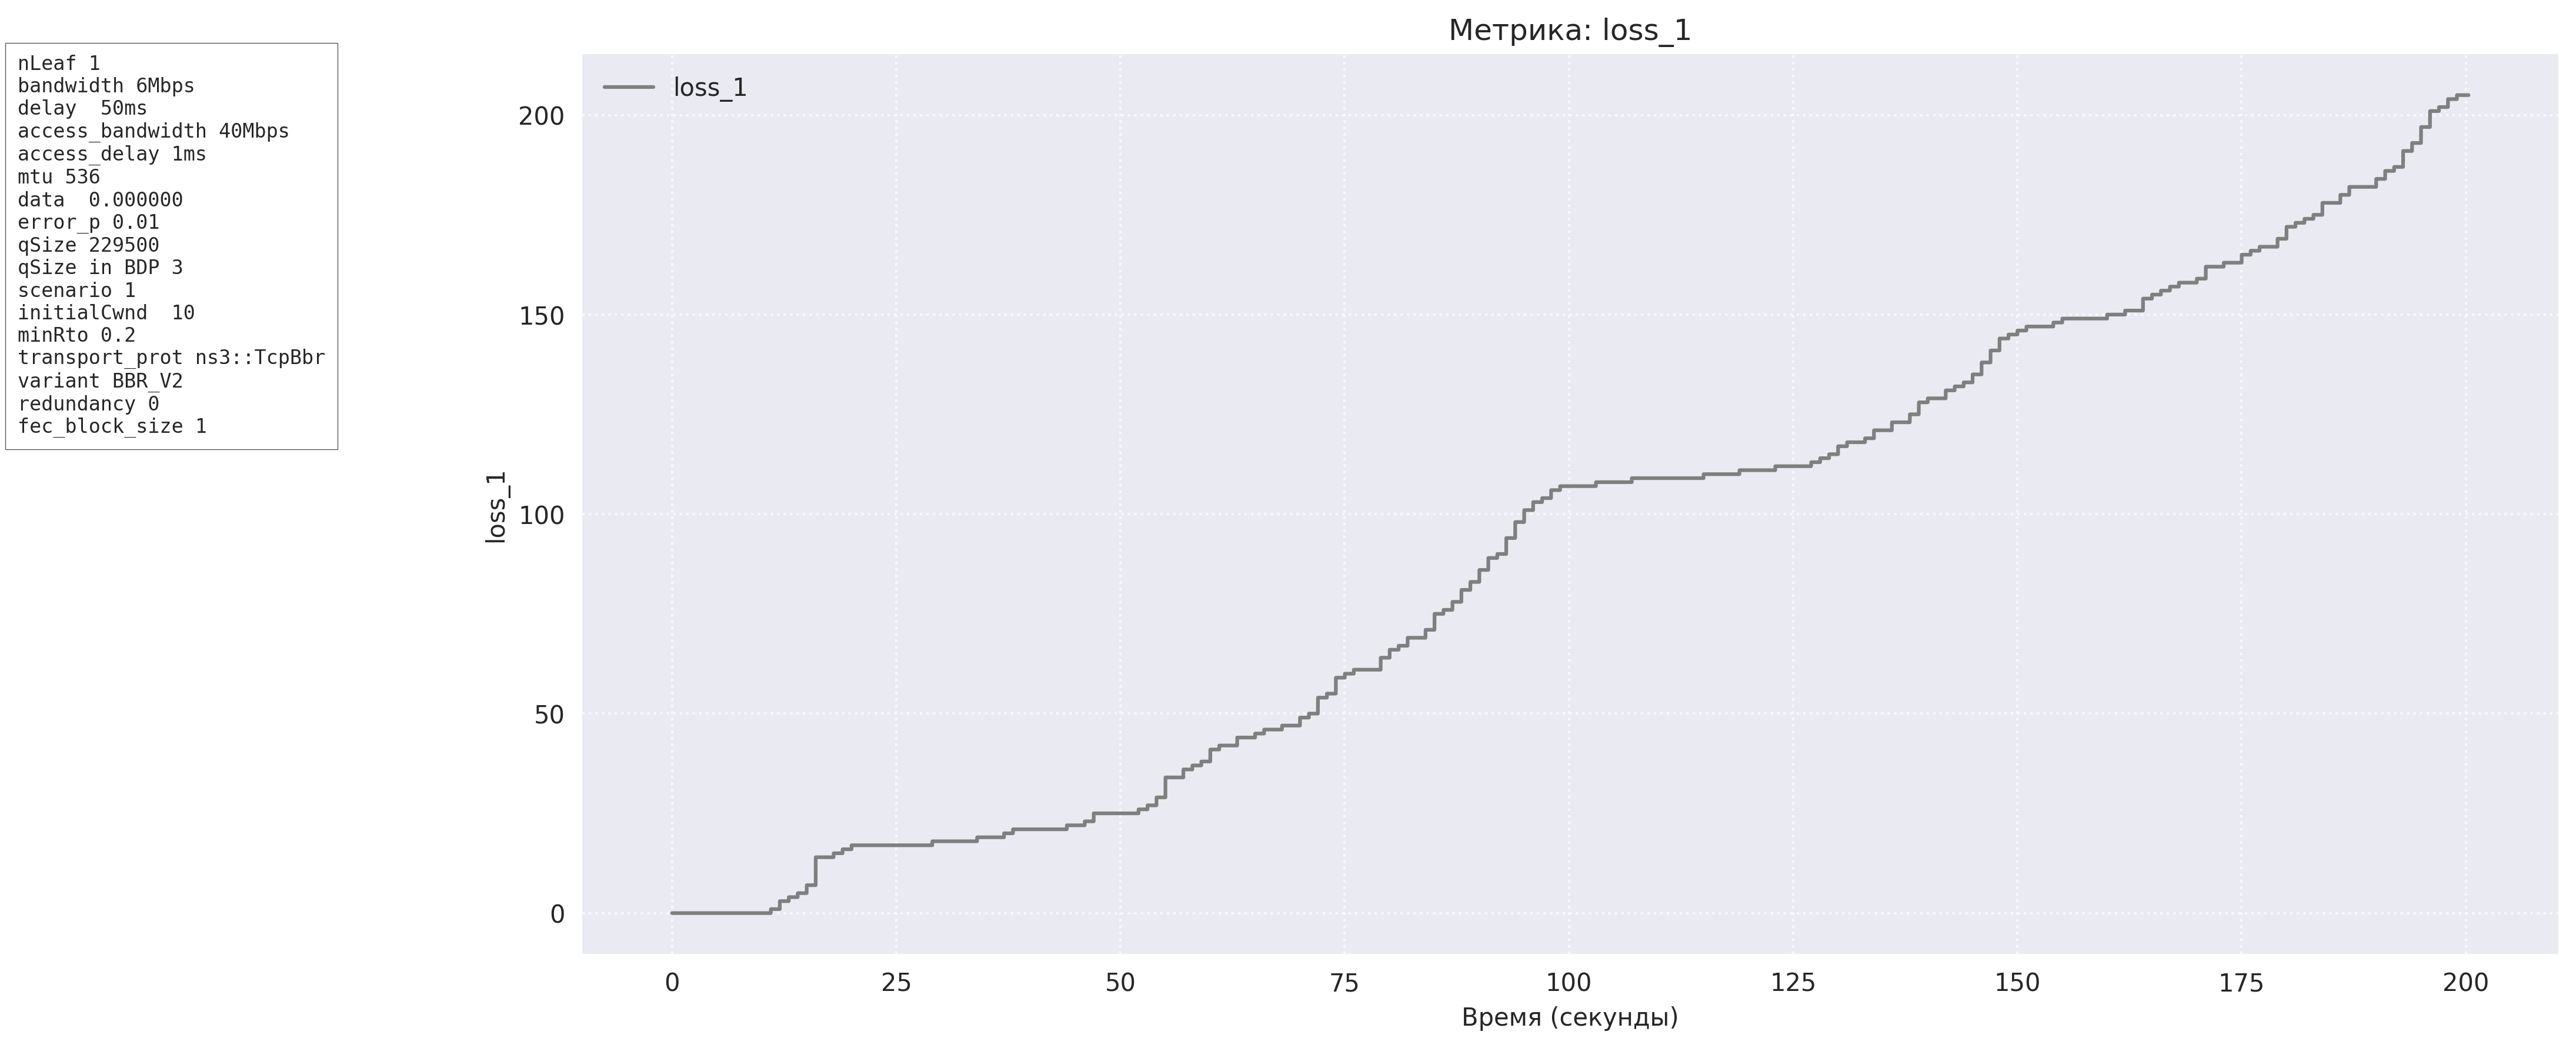 Метрика: loss_1
nLeaf 1
bandwidth 6Mbps
delay  50ms
access_bandwidth 40Mbps
access_delay 1ms
mtu 536
data  0.000000
error_p 0.01
qSize 229500
qSize in BDP 3
scenario 1
initialCwnd  10
minRto 0.2
transport_prot ns3::TcpBbr
variant BBR_V2
redundancy 0
fec_block_size 1
loss_1
loss_1
200
150
100
50
0
0 25 50 75 100 125 150 175 200
Время (секунды)